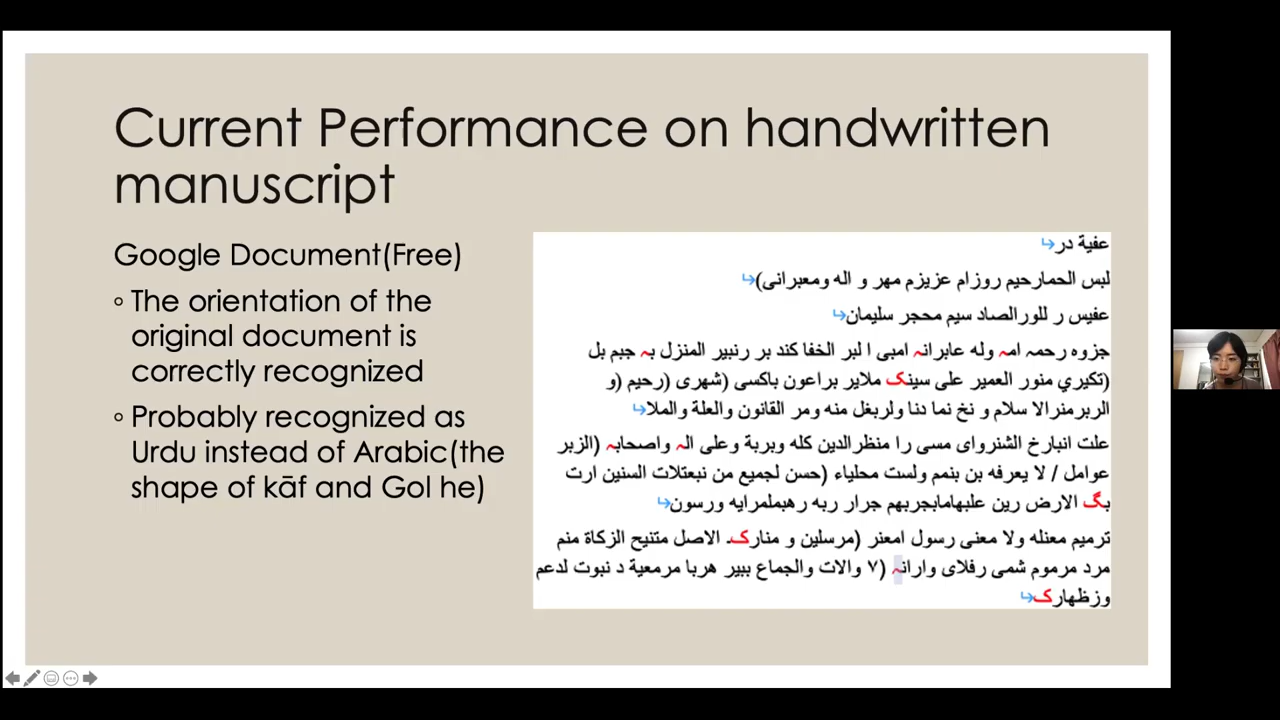 Current Performance on handwritten
manuscript
Google Document(Free)
◦ The orientation of the
original document is
correctly recognized
◦ Probably recognized as
Urdu instead of Arabic(the
shape of kāf and Gol he)
عفية در
لبس الحمارحيم روزام عزيزم مهر و اله ومعبرانى)
عفيس ر للورالصاد سيم محجر سليمان
جزوه رحمہ امہ وله عابرانہ امبى ا لبر الخفا كند بر رنبير المنزل بہ جبم بل
(تكيري منور العمير على سينک ملاير براعون باكسى (شهرى (رحيم (و
الربرمنرالا سلام و نخ نما دنا ولربغل منه ومر القانون والعلة والملا
علت انبارخ الشنرواى مسى را منظرالدين كله وبربة وعلى الہ واصحابہ (الزبر
عوامل / لا يعرفه بن بنمم ولست محلياء (حسن لجميع من نبعتلات السنين ارت
بگ الارض رين علبهامابجربهم جرار ربه رهبملمرايه ورسون
ترميم معنله ولا معنى رسول امعنر (مرسلين و منارک۔ الاصل متنيح الزكاة منم
مرد مرموم شمى رفلاى وارانہ (۷ والات والجماع ببير هربا مرمعية د نبوت لدعم
وزظهارک